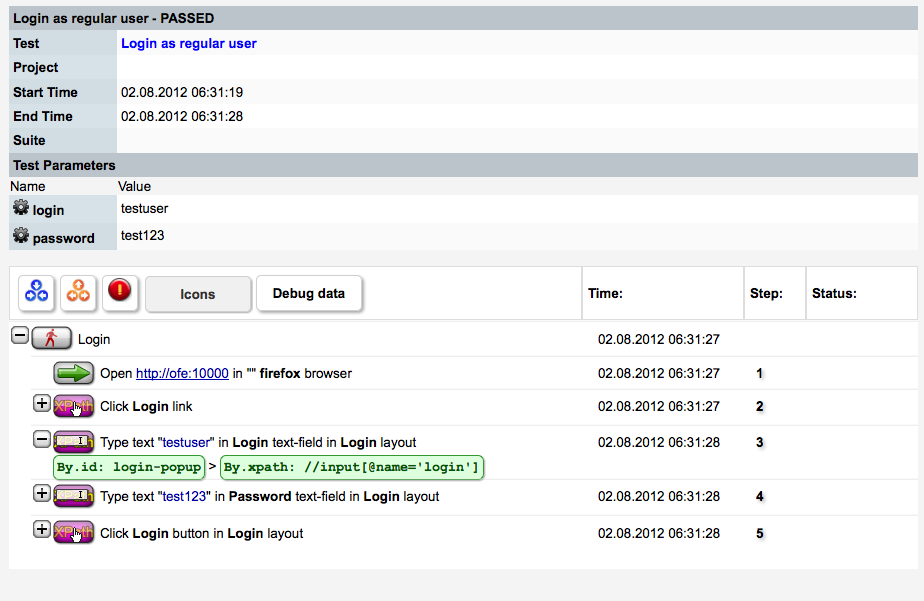 Login as regular user - PASSED
Test Login as regular user
Project
Start Time 02.08.2012 06:31:19
End Time 02.08.2012 06:31:28
Suite
Test Parameters
Name Value
login testuser
password test123
Icons Debug data Time: Step: Status:
Login 02.08.2012 06:31:27
Open http://ofe:10000 in "" firefox browser 02.08.2012 06:31:27 1
XPath Click Login link 02.08.2012 06:31:27 2
Type text "testuser" in Login text-field in Login layout 02.08.2012 06:31:28 3
By.id: login-popup > By.xpath: //input[@name='login']
Type text "test123" in Password text-field in Login layout 02.08.2012 06:31:28 4
XPath Click Login button in Login layout 02.08.2012 06:31:28 5